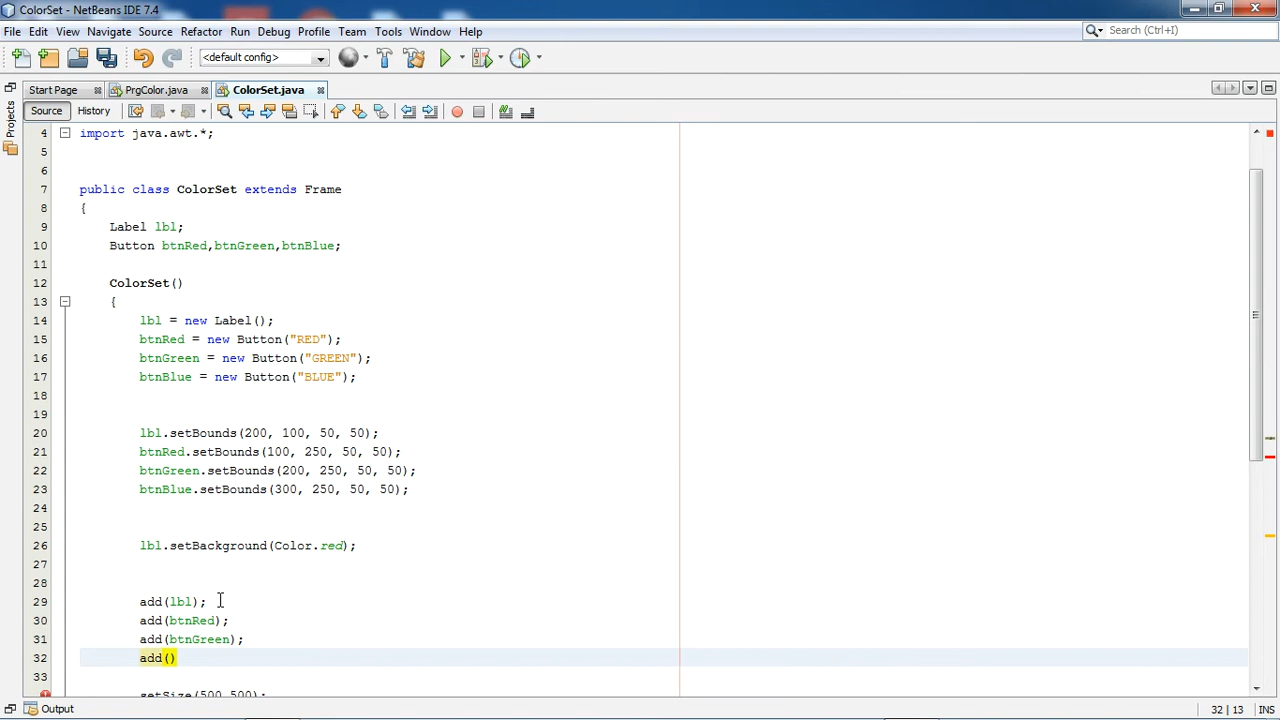 ColorSet - NetBeans IDE 7.4
File Edit View Navigate Source Refactor Run Debug Profile Team Tools Window Help
Search (Ctrl+I)
<default config>
Start Page PrgColor.java ColorSet.java
Source History
Projects
4 import java.awt.*;
5
6
7 public class ColorSet extends Frame
8 {
9 Label lbl;
10 Button btnRed,btnGreen,btnBlue;
11
12 ColorSet()
13 {
14 lbl = new Label();
15 btnRed = new Button("RED");
16 btnGreen = new Button("GREEN");
17 btnBlue = new Button("BLUE");
18
19
20 lbl.setBounds(200, 100, 50, 50);
21 btnRed.setBounds(100, 250, 50, 50);
22 btnGreen.setBounds(200, 250, 50, 50);
23 btnBlue.setBounds(300, 250, 50, 50);
24
25
26 lbl.setBackground(Color.red);
27
28
29 add(lbl);
30 add(btnRed);
31 add(btnGreen);
32 add()
33
setSize(500,500);
Output
32 | 13 INS